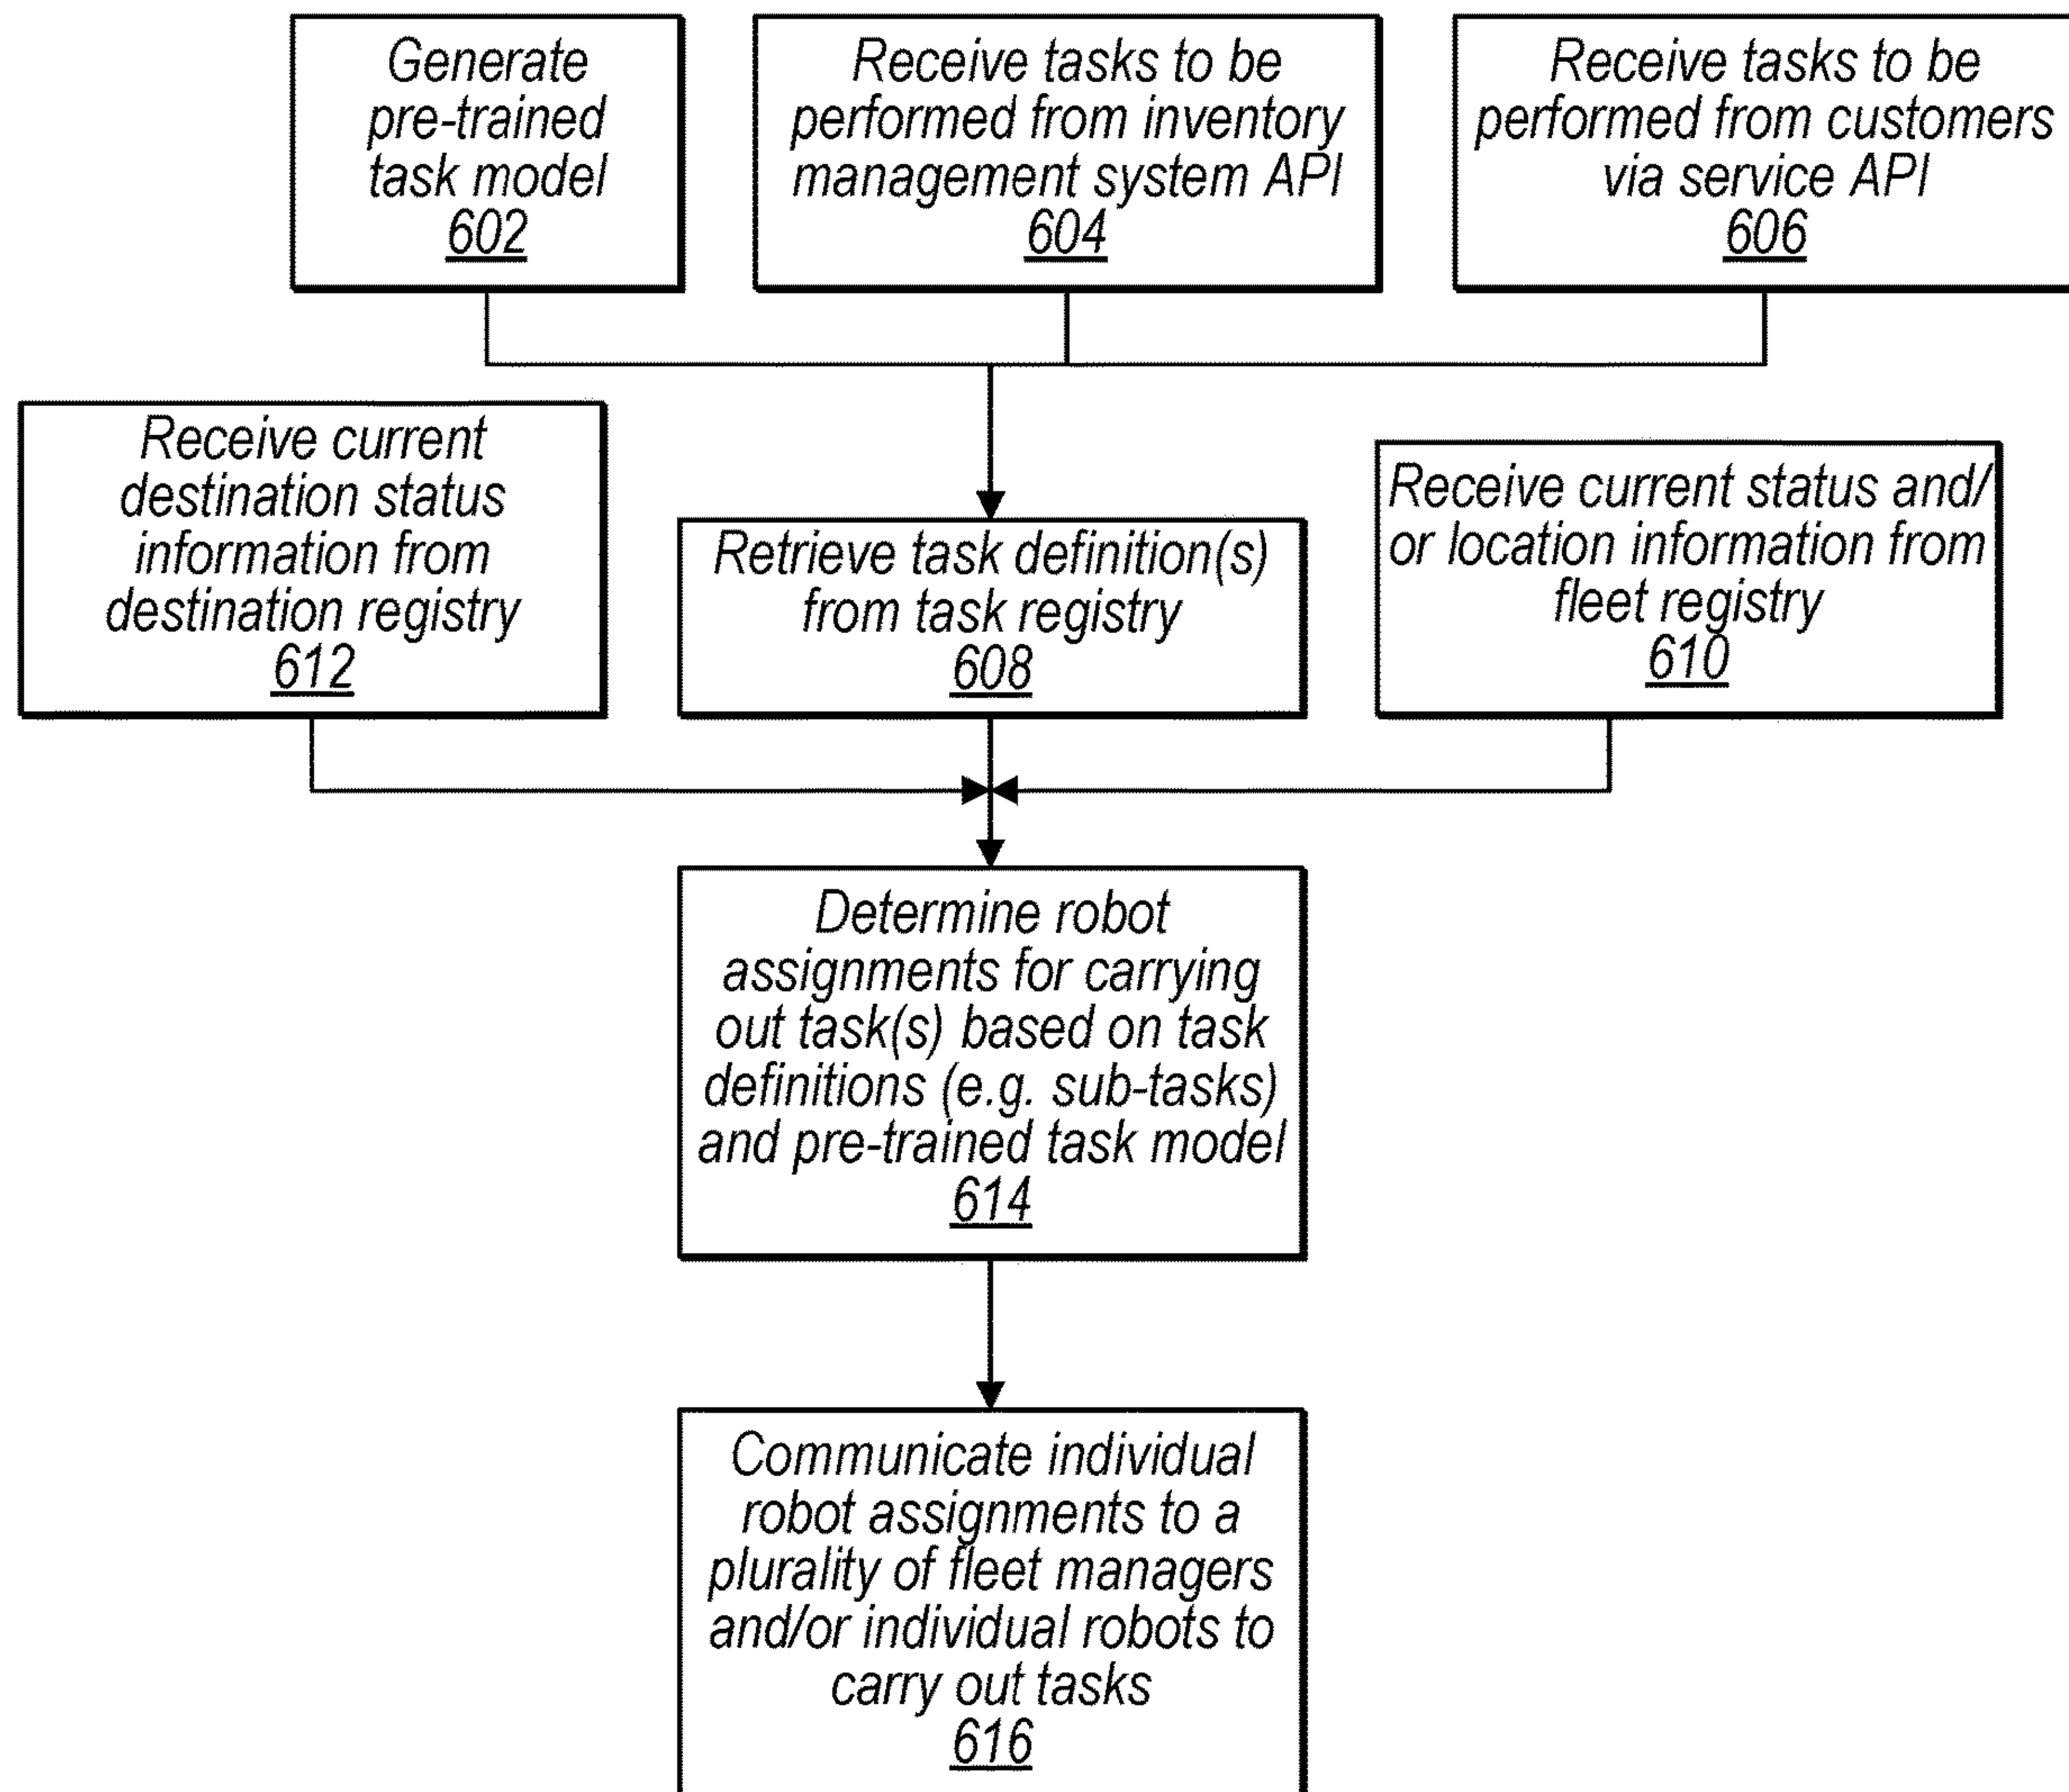 Generate
pre-trained
task model
602
Receive tasks to be
performed from inventory
management system API
604
Receive tasks to be
performed from customers
via service API
606
Receive current
destination status
information from
destination registry
612
Retrieve task definition(s)
from task registry
608
Receive current status and/
or location information from
fleet registry
610
Determine robot
assignments for carrying
out task(s) based on task
definitions (e.g. sub-tasks)
and pre-trained task model
614
Communicate individual
robot assignments to a
plurality of fleet managers
and/or individual robots to
carry out tasks
616